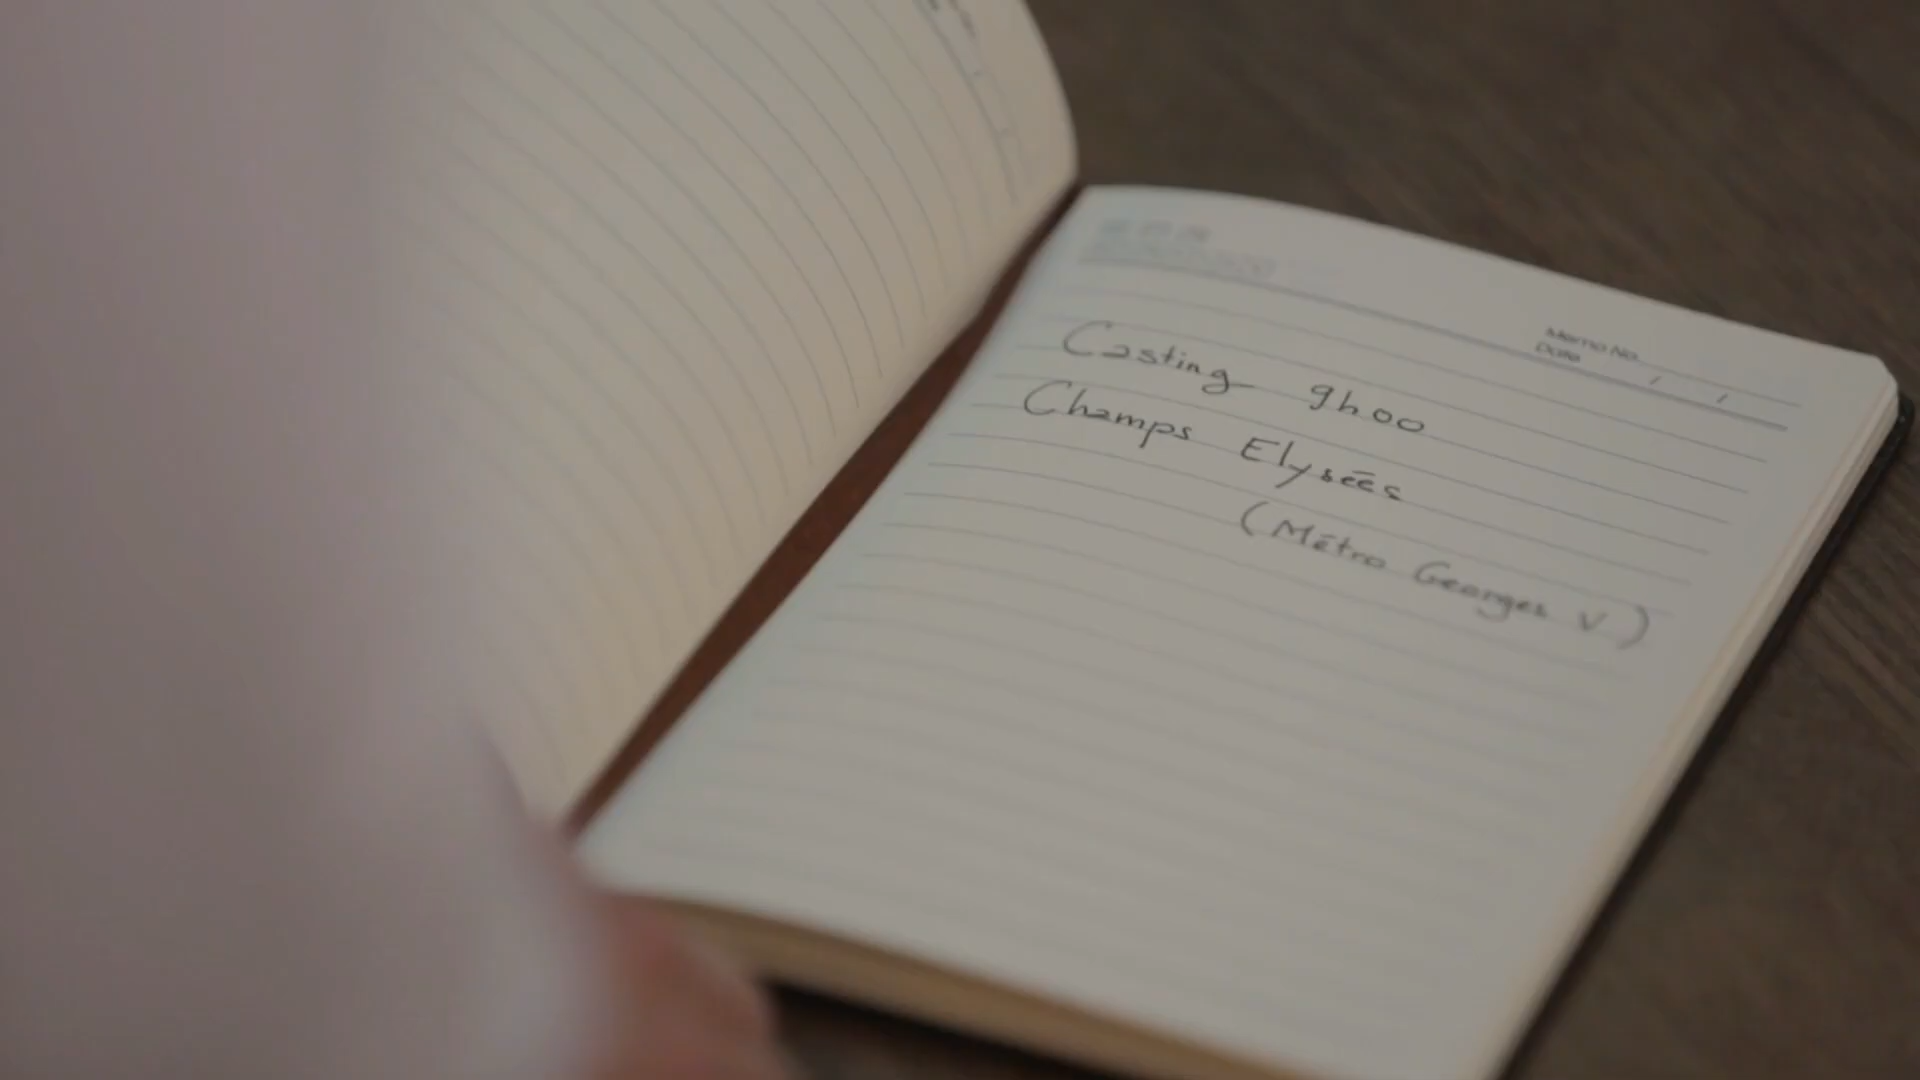 Memo No.
Date / /
Casting 9h00
Champs Elysées
(Métro Georges V)